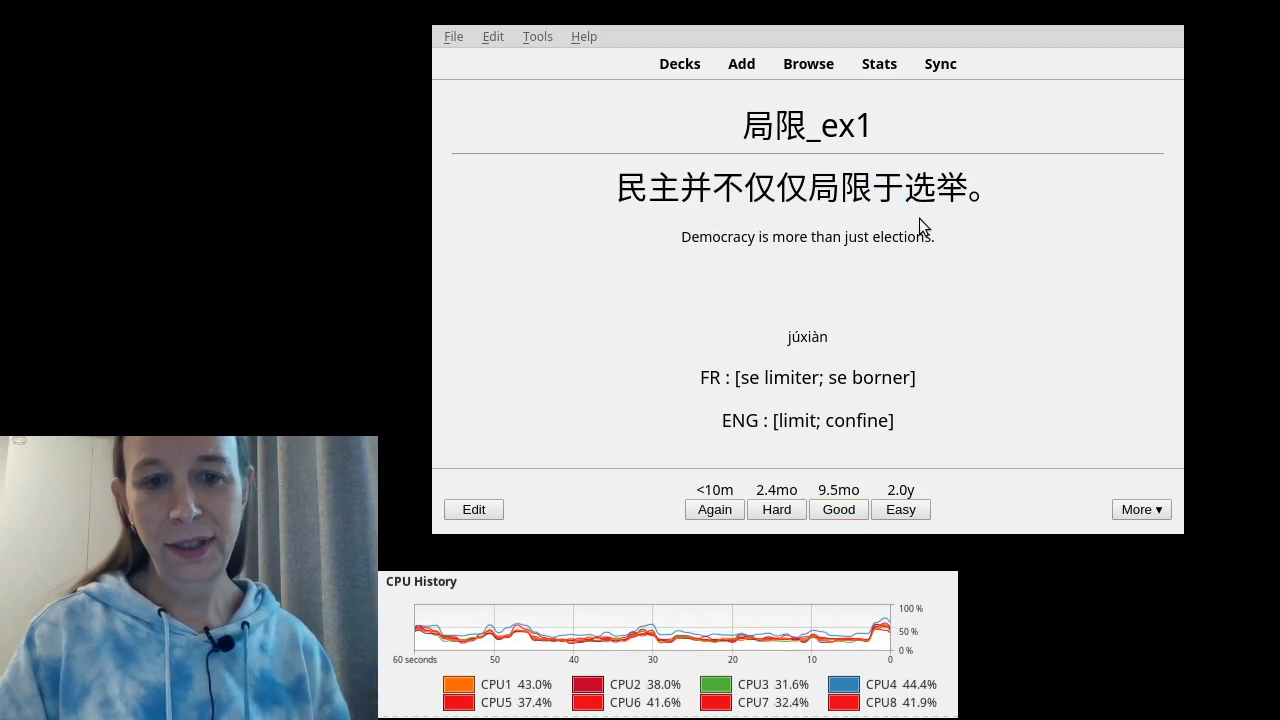 File Edit Tools Help
Decks Add Browse Stats Sync
局限_ex1
民主并不仅仅局限于选举。
Democracy is more than just elections.
júxiàn
FR : [se limiter; se borner]
ENG : [limit; confine]
<10m 2.4mo 9.5mo 2.0y
Edit Again Hard Good Easy More ▾
CPU History
100 %
50 %
0 %
60 seconds 50 40 30 20 10 0
CPU1 43.0% CPU2 38.0% CPU3 31.6% CPU4 44.4%
CPU5 37.4% CPU6 41.6% CPU7 32.4% CPU8 41.9%